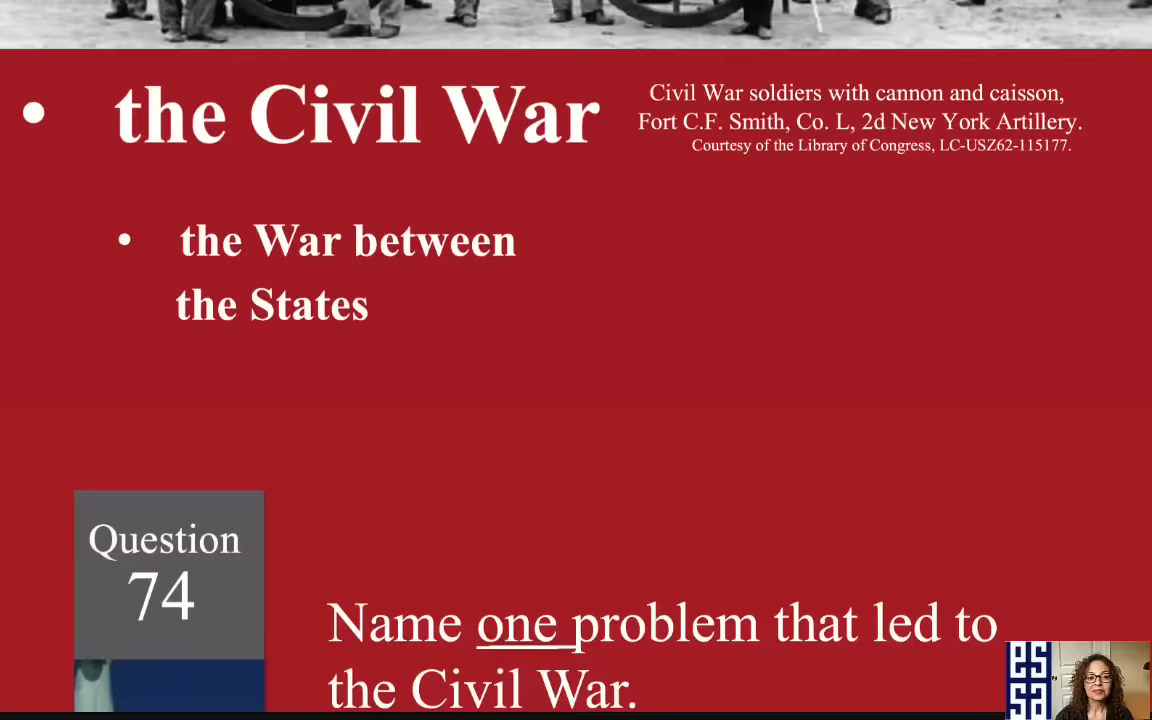 • the Civil War
Civil War soldiers with cannon and caisson,
Fort C.F. Smith, Co. L, 2d New York Artillery.
Courtesy of the Library of Congress, LC-USZ62-115177.
• the War between
the States
Question
74
Name one problem that led to
the Civil War.